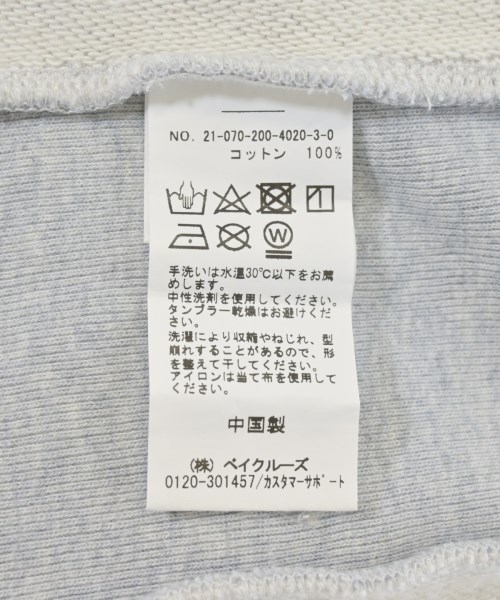 NO. 21-070-200-4020-3-0
コットン 100%
手洗いは水温30℃以下をお薦
めします。
中性洗剤を使用してください。
タンブラー乾燥はお避けくださ
い。
洗濯により収縮やねじれ、型
崩れすることがあるので、形
を整えて干してください。
アイロンは当て布を使用して
ください。
中国製
(株) ベイクルーズ
0120-301457/カスタマーサポート